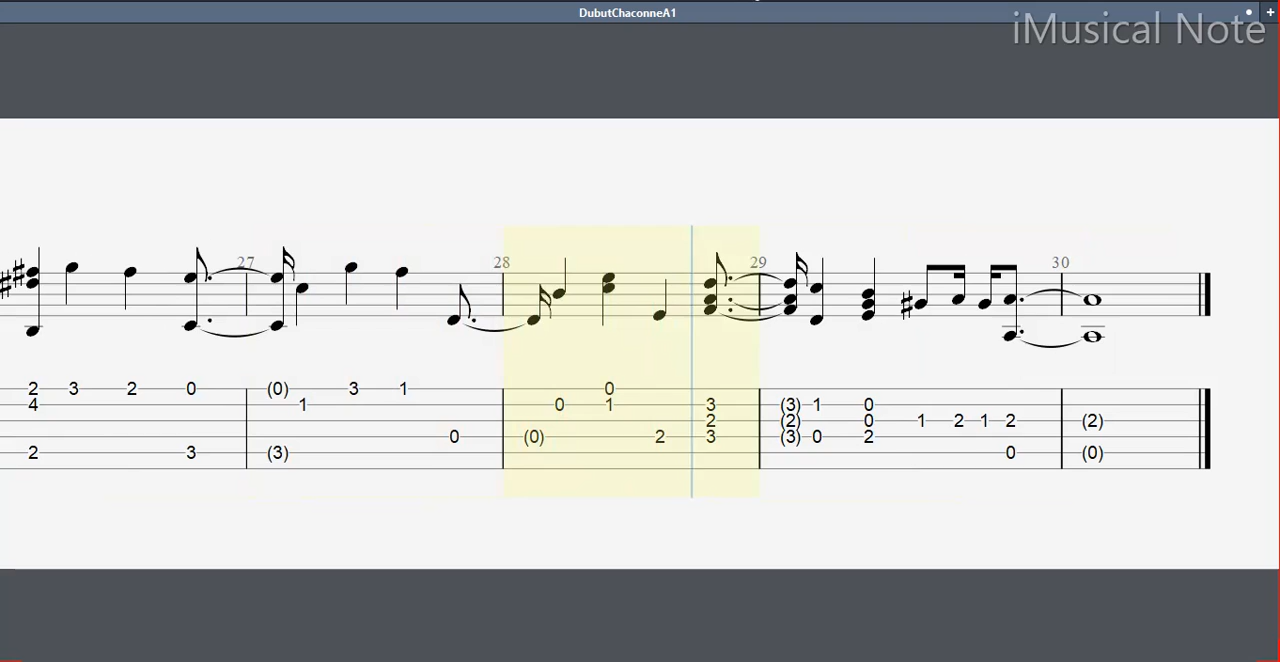 DubutChaconneA1
iMusical Note
27 28 29 30
2 3 2 0 (0) 3 1 0
4 1 0 1 3 (3) 1 0
2 (2) 0 1 2 1 2 (2)
0 (0) 2 3 (3) 0 2
2 3 (3) 0 (0)